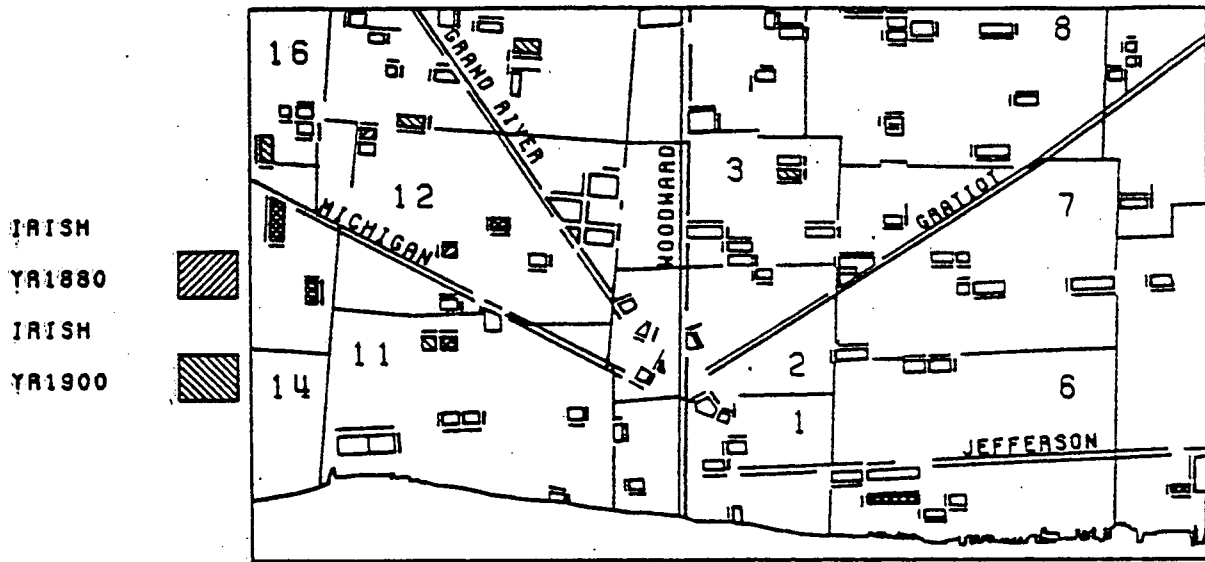 IRISH
YR1880
IRISH
YR1900
16
GRAND RIVER
8
12
MICHIGAN
WOODWARD
3
GRATIOT
7
11
14
2
1
6
JEFFERSON